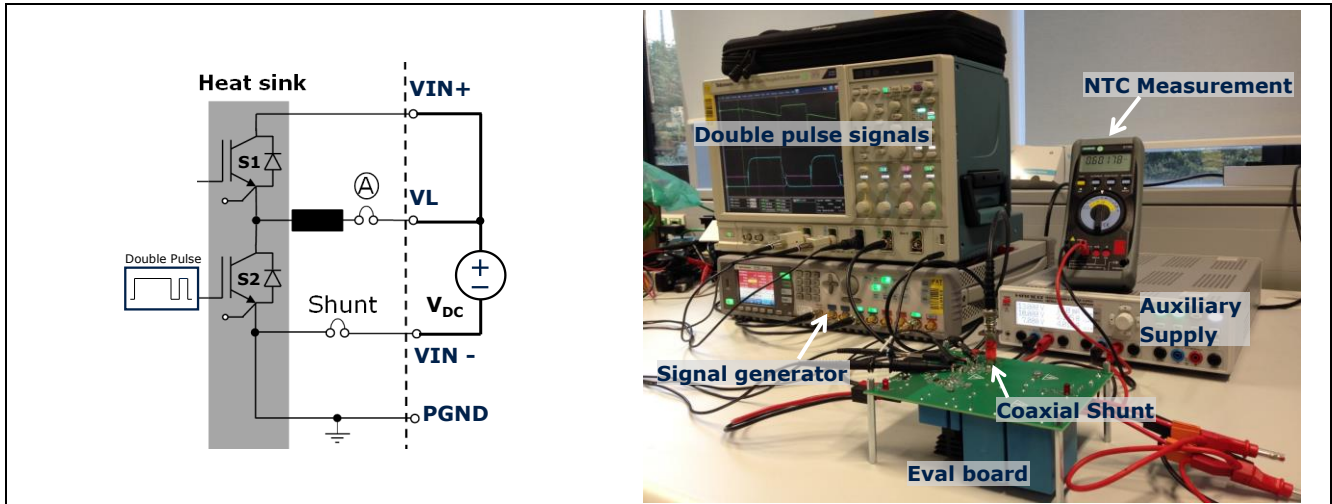 Heat sink
VIN+
S1
A
VL
Double Pulse
S2
Shunt
VDC
VIN -
PGND
NTC Measurement
Double pulse signals
Auxiliary
Supply
Signal generator
Coaxial Shunt
Eval board